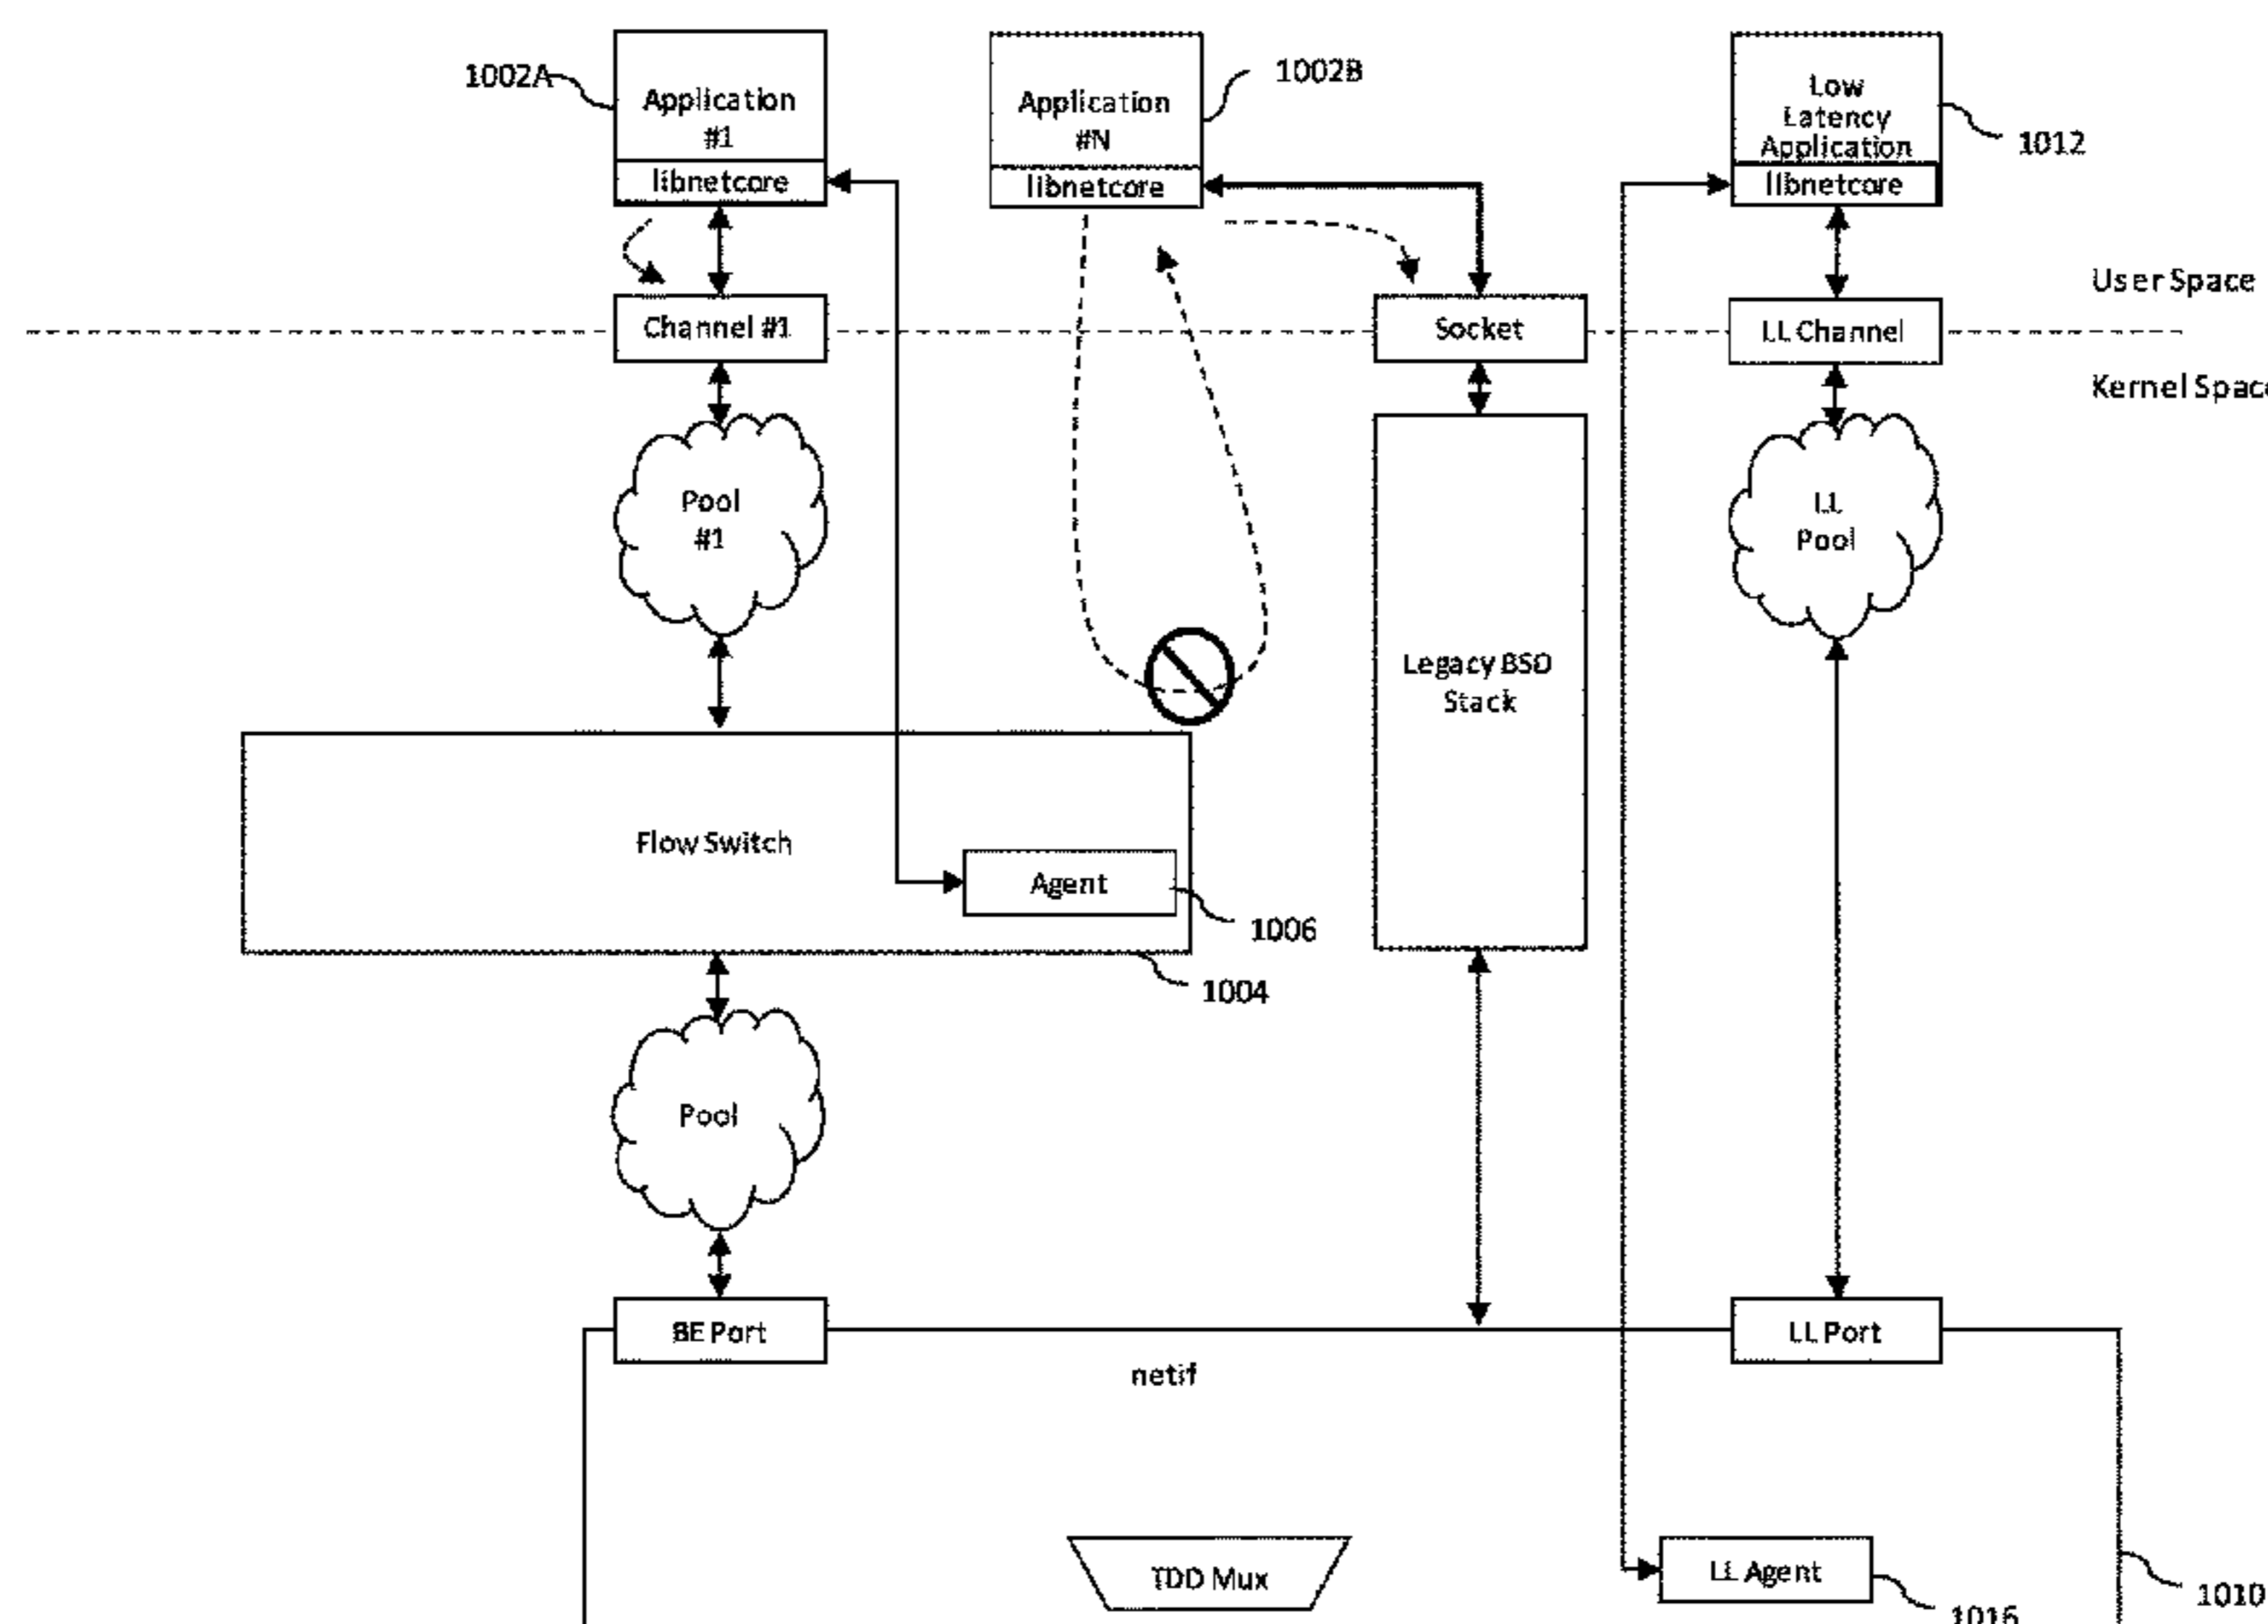 1002A
Application
#1
libnetcore
Application
#N
libnetcore
1002B
Low
Latency
Application
libnetcore
1012
User Space
Channel #1
Socket
LL Channel
Kernel Space
Pool
#1
LL
Pool
Legacy BSD
Stack
Flow Switch
Agent
1006
1004
Pool
BE Port
LL Port
netif
TDD Mux
LL Agent
1010
1016